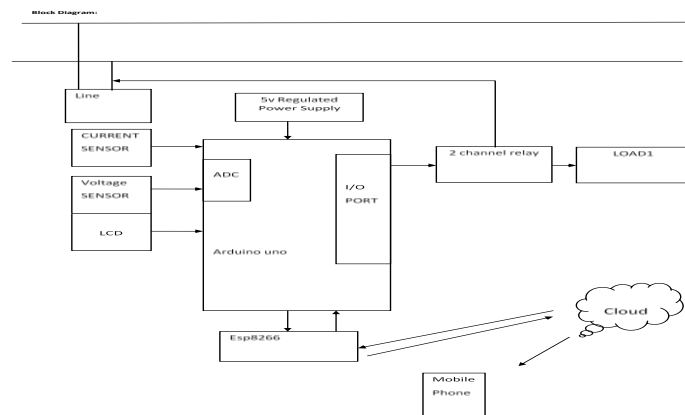 Block Diagram:
Line
5v Regulated
Power Supply
CURRENT
SENSOR
2 channel relay
LOAD1
ADC
Voltage
SENSOR
I/O
PORT
LCD
Arduino uno
Cloud
Esp8266
Mobile
Phone